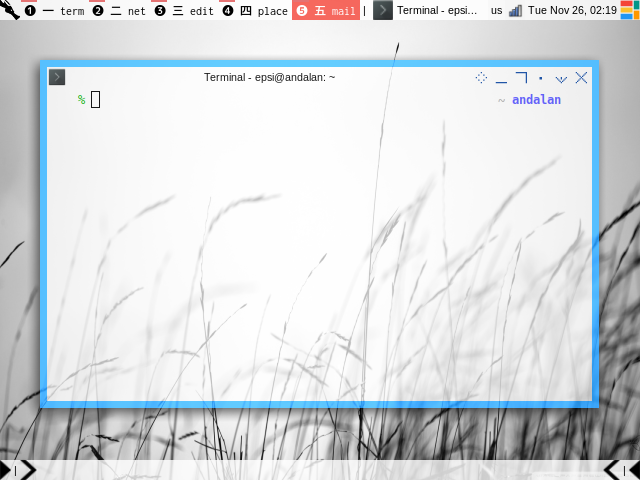 ❶ 一 term ❷ 二 net ❸ 三 edit ❹ 四 place ❺ 五 mail | Terminal - epsi... us Tue Nov 26, 02:19
Terminal - epsi@andalan: ~
% ~ andalan